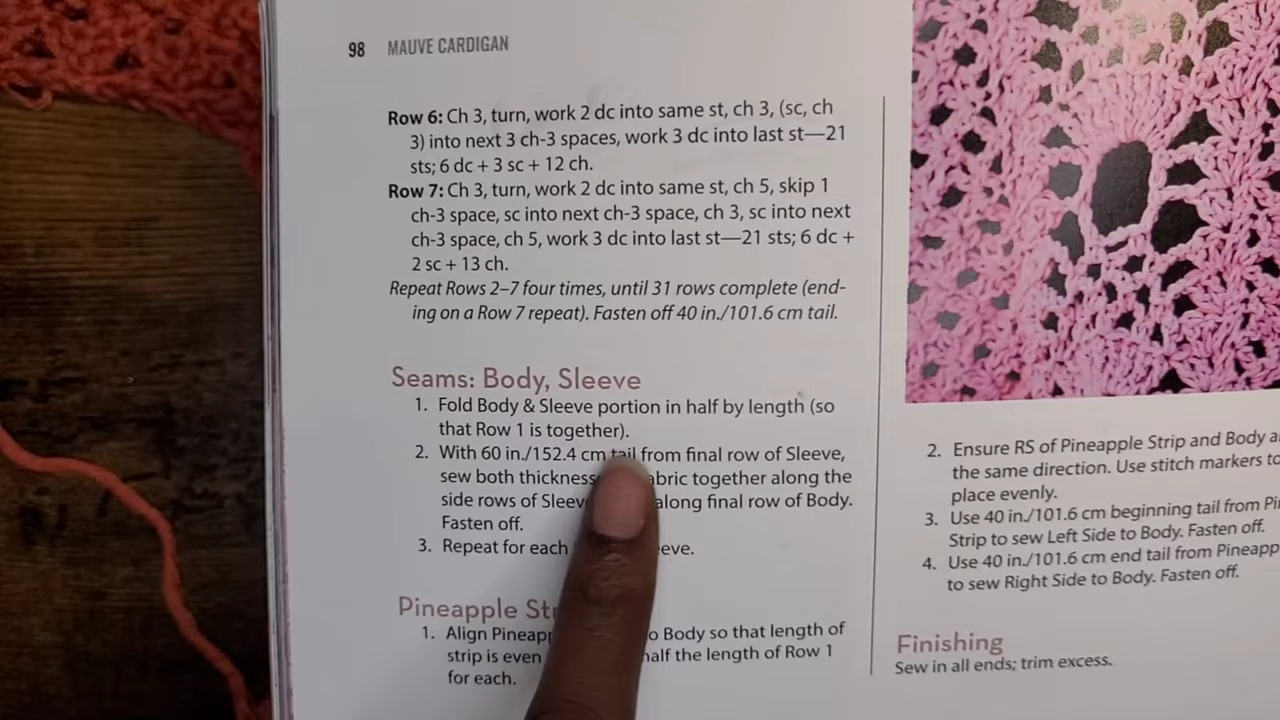 98 MAUVE CARDIGAN
Row 6: Ch 3, turn, work 2 dc into same st, ch 3, (sc, ch
3) into next 3 ch-3 spaces, work 3 dc into last st—21
sts; 6 dc + 3 sc + 12 ch.
Row 7: Ch 3, turn, work 2 dc into same st, ch 5, skip 1
ch-3 space, sc into next ch-3 space, ch 3, sc into next
ch-3 space, ch 5, work 3 dc into last st—21 sts; 6 dc +
2 sc + 13 ch.
Repeat Rows 2–7 four times, until 31 rows complete (end-
ing on a Row 7 repeat). Fasten off 40 in./101.6 cm tail.
Seams: Body, Sleeve
1. Fold Body & Sleeve portion in half by length (so
that Row 1 is together).
2. With 60 in./152.4 cm tail from final row of Sleeve,
sew both together along the
side rows of along final row of Body.
Fasten off.
3. Repeat for each
Pineapple
1. Align Body so that length of
strip is even half the length of Row 1
for each.
2. Ensure RS of Pineapple Strip and Body
the same direction. Use stitch markers
place evenly.
3. Use 40 in./101.6 cm beginning tail from
Strip to sew Left Side to Body. Fasten off.
4. Use 40 in./101.6 cm end tail from
to sew Right Side to Body. Fasten off.
Finishing
Sew in all ends; trim excess.